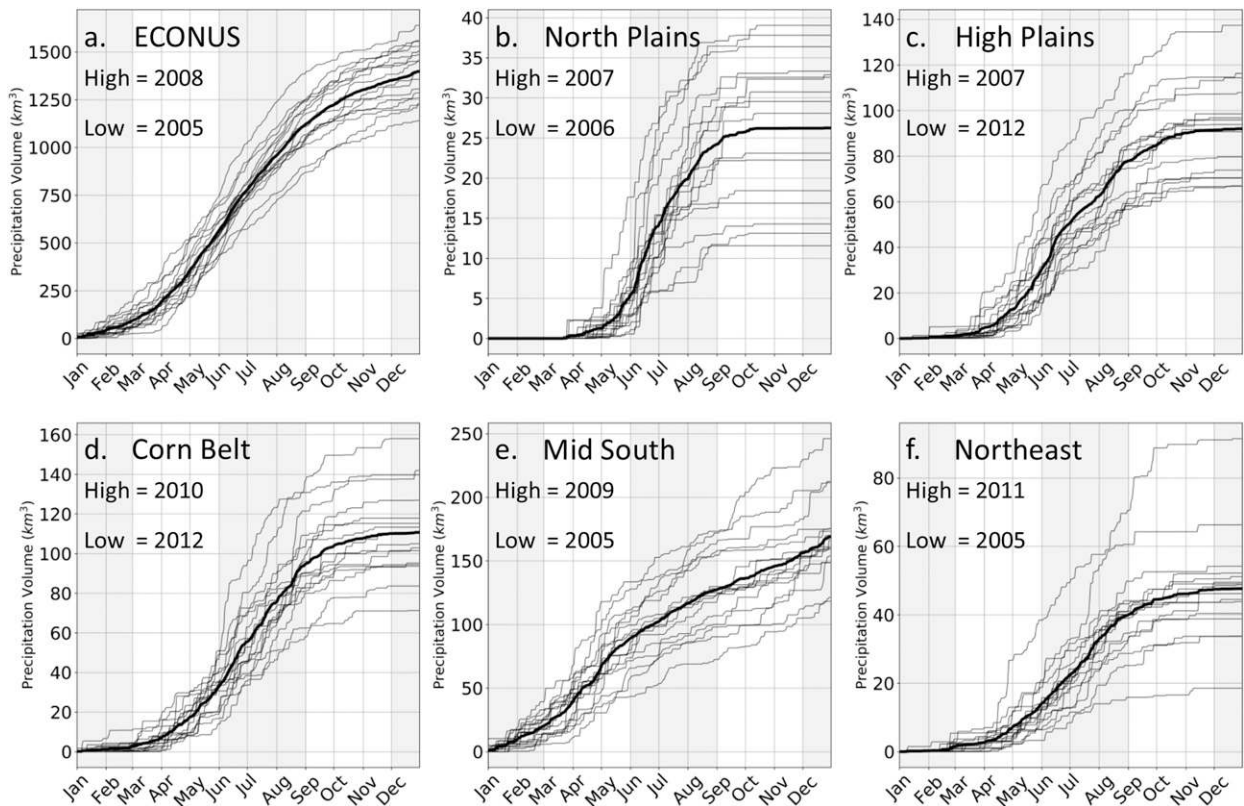 a. ECONUS
High = 2008
Low = 2005
Precipitation Volume (km³)
1500
1250
1000
750
500
250
0
Jan Feb Mar Apr May Jun Jul Aug Sep Oct Nov Dec
b. North Plains
High = 2007
Low = 2006
Precipitation Volume (km³)
40
35
30
25
20
15
10
5
0
Jan Feb Mar Apr May Jun Jul Aug Sep Oct Nov Dec
c. High Plains
High = 2007
Low = 2012
Precipitation Volume (km³)
140
120
100
80
60
40
20
0
Jan Feb Mar Apr May Jun Jul Aug Sep Oct Nov Dec
d. Corn Belt
High = 2010
Low = 2012
Precipitation Volume (km³)
160
140
120
100
80
60
40
20
0
Jan Feb Mar Apr May Jun Jul Aug Sep Oct Nov Dec
e. Mid South
High = 2009
Low = 2005
Precipitation Volume (km³)
250
200
150
100
50
0
Jan Feb Mar Apr May Jun Jul Aug Sep Oct Nov Dec
f. Northeast
High = 2011
Low = 2005
Precipitation Volume (km³)
80
60
40
20
0
Jan Feb Mar Apr May Jun Jul Aug Sep Oct Nov Dec